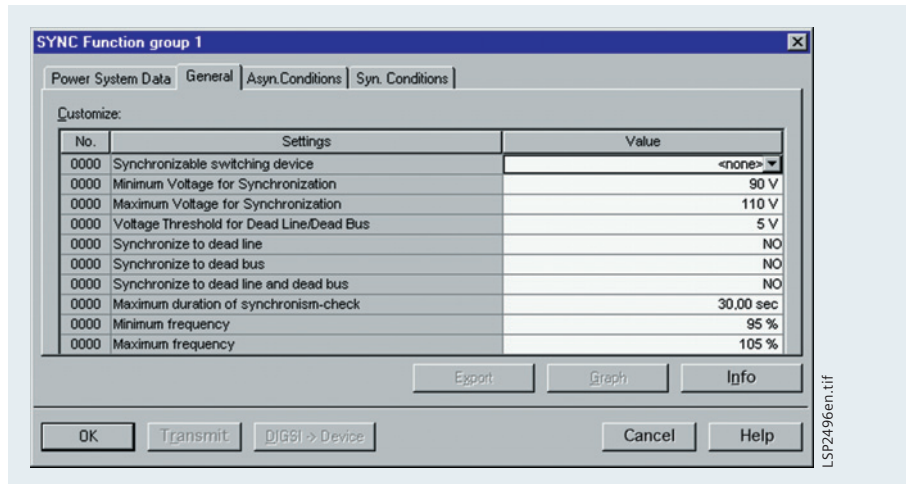 SYNC Function group 1
Power System Data General Asyn.Conditions Syn. Conditions
Customize:
No. Settings Value
0000 Synchronizable switching device <none>
0000 Minimum Voltage for Synchronization 90 V
0000 Maximum Voltage for Synchronization 110 V
0000 Voltage Threshold for Dead Line/Dead Bus 5 V
0000 Synchronize to dead line NO
0000 Synchronize to dead bus NO
0000 Synchronize to dead line and dead bus NO
0000 Maximum duration of synchronism-check 30,00 sec
0000 Minimum frequency 95 %
0000 Maximum frequency 105 %
Export Graph Info
OK Transmit DIGSI -> Device Cancel Help
LSP2496en.tif